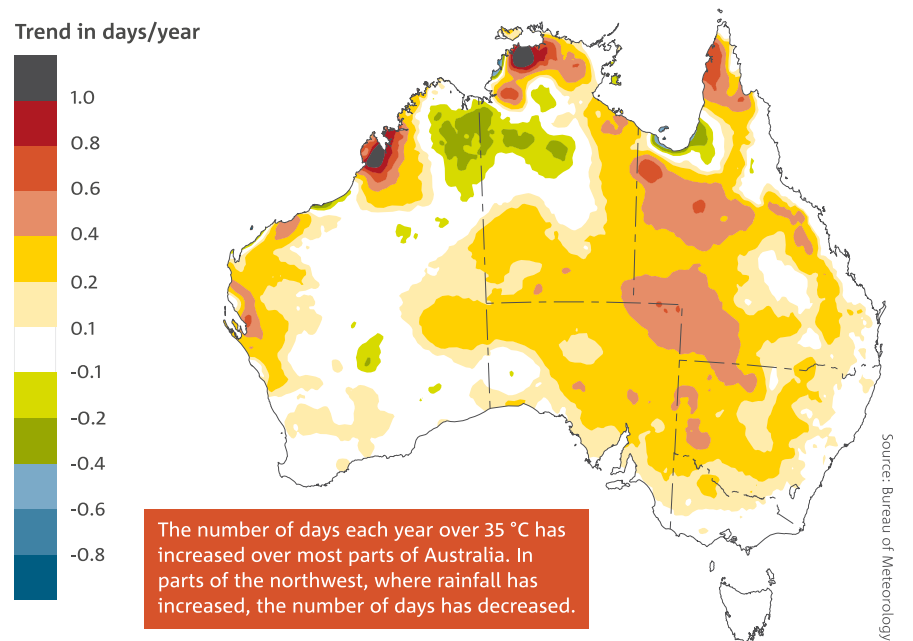 Trend in days/year
1.0
0.8
0.6
0.4
0.2
0.1
-0.1
-0.2
-0.4
-0.6
-0.8
The number of days each year over 35 °C has
increased over most parts of Australia. In
parts of the northwest, where rainfall has
increased, the number of days has decreased.
Source: Bureau of Meteorology